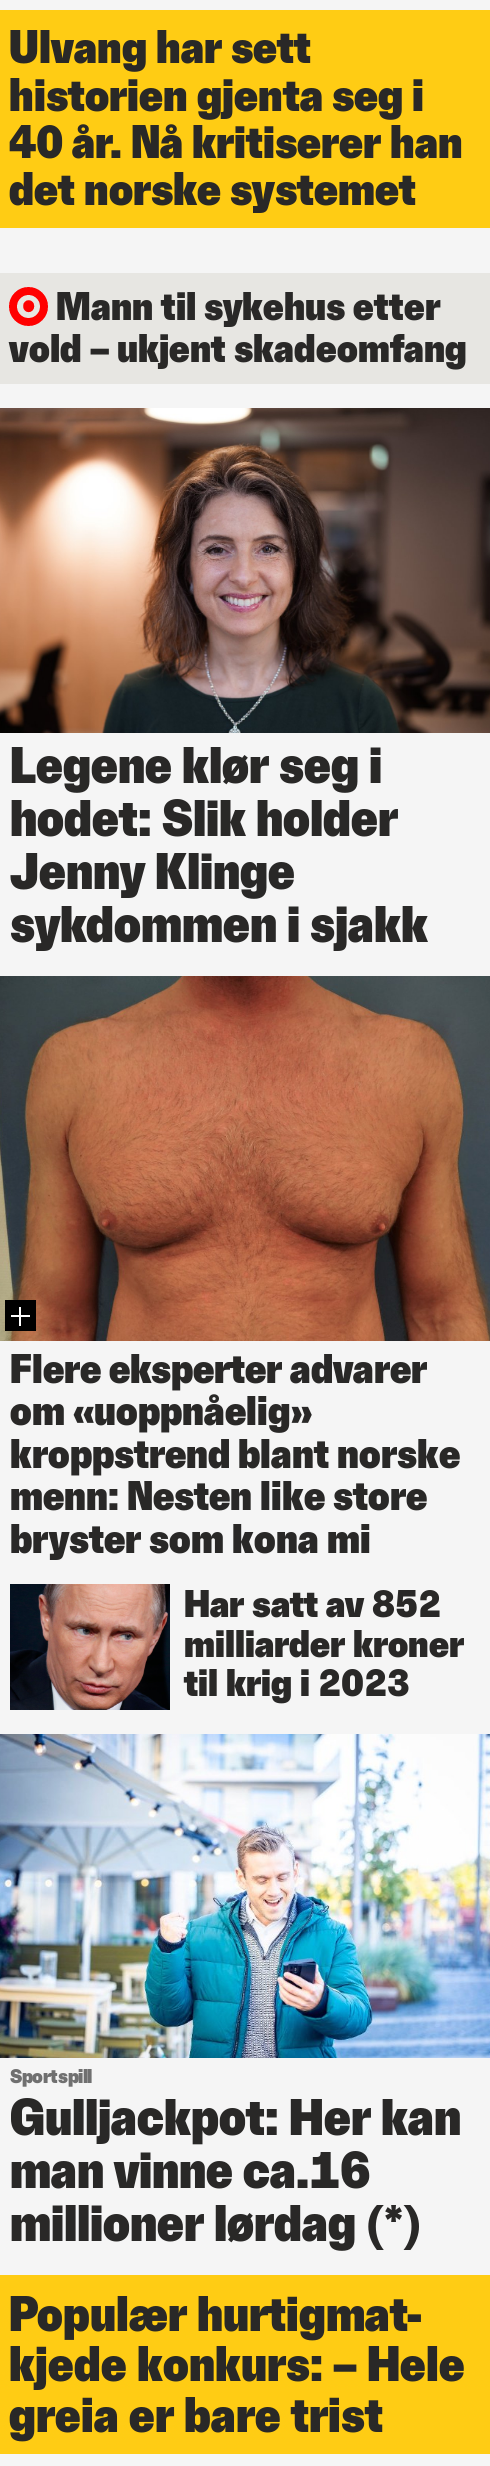 Ulvang har sett
historien gjenta seg i
40 år. Nå kritiserer han
det norske systemet
Mann til sykehus etter
vold – ukjent skadeomfang
Legene klør seg i
hodet: Slik holder
Jenny Klinge
sykdommen i sjakk
Flere eksperter advarer
om «uoppnåelig»
kroppstrend blant norske
menn: Nesten like store
bryster som kona mi
Har satt av 852
milliarder kroner
til krig i 2023
Sportspill
Gulljackpot: Her kan
man vinne ca.16
millioner lørdag (*)
Populær hurtigmat-
kjede konkurs: – Hele
greia er bare trist